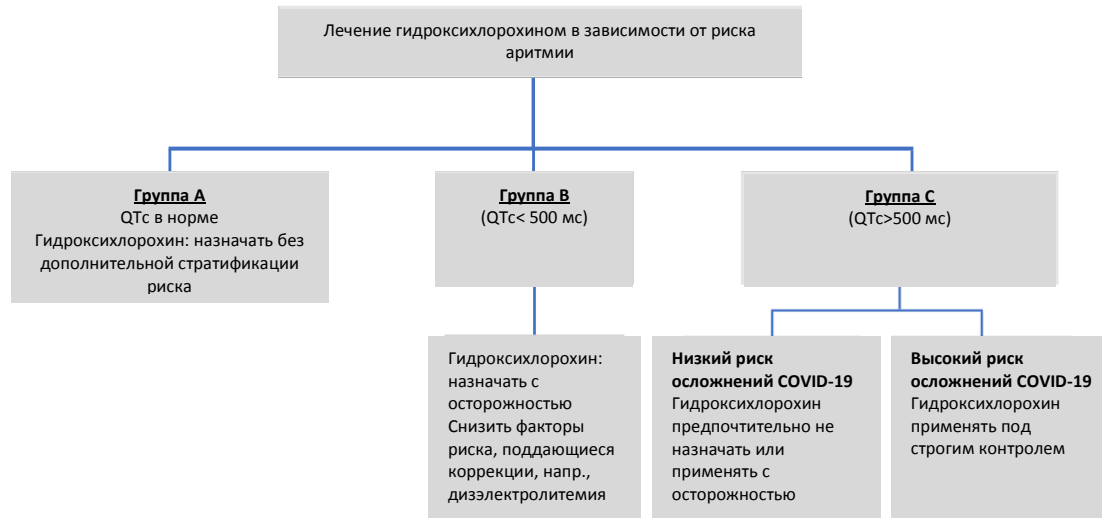 Лечение гидроксихлорохином в зависимости от риска
аритмии
Группа А
QTc в норме
Гидроксихлорохин: назначать без
дополнительной стратификации
риска
Группа В
(QTc< 500 мс)
Группа С
(QTc>500 мс)
Гидроксихлорохин:
назначать с
осторожностью
Снизить факторы
риска, поддающиеся
коррекции, напр.,
дизэлектролитемия
Низкий риск
осложнений COVID-19
Гидроксихлорохин
предпочтительно не
назначать или
применять с
осторожностью
Высокий риск
осложнений COVID-19
Гидроксихлорохин
применять под
строгим контролем